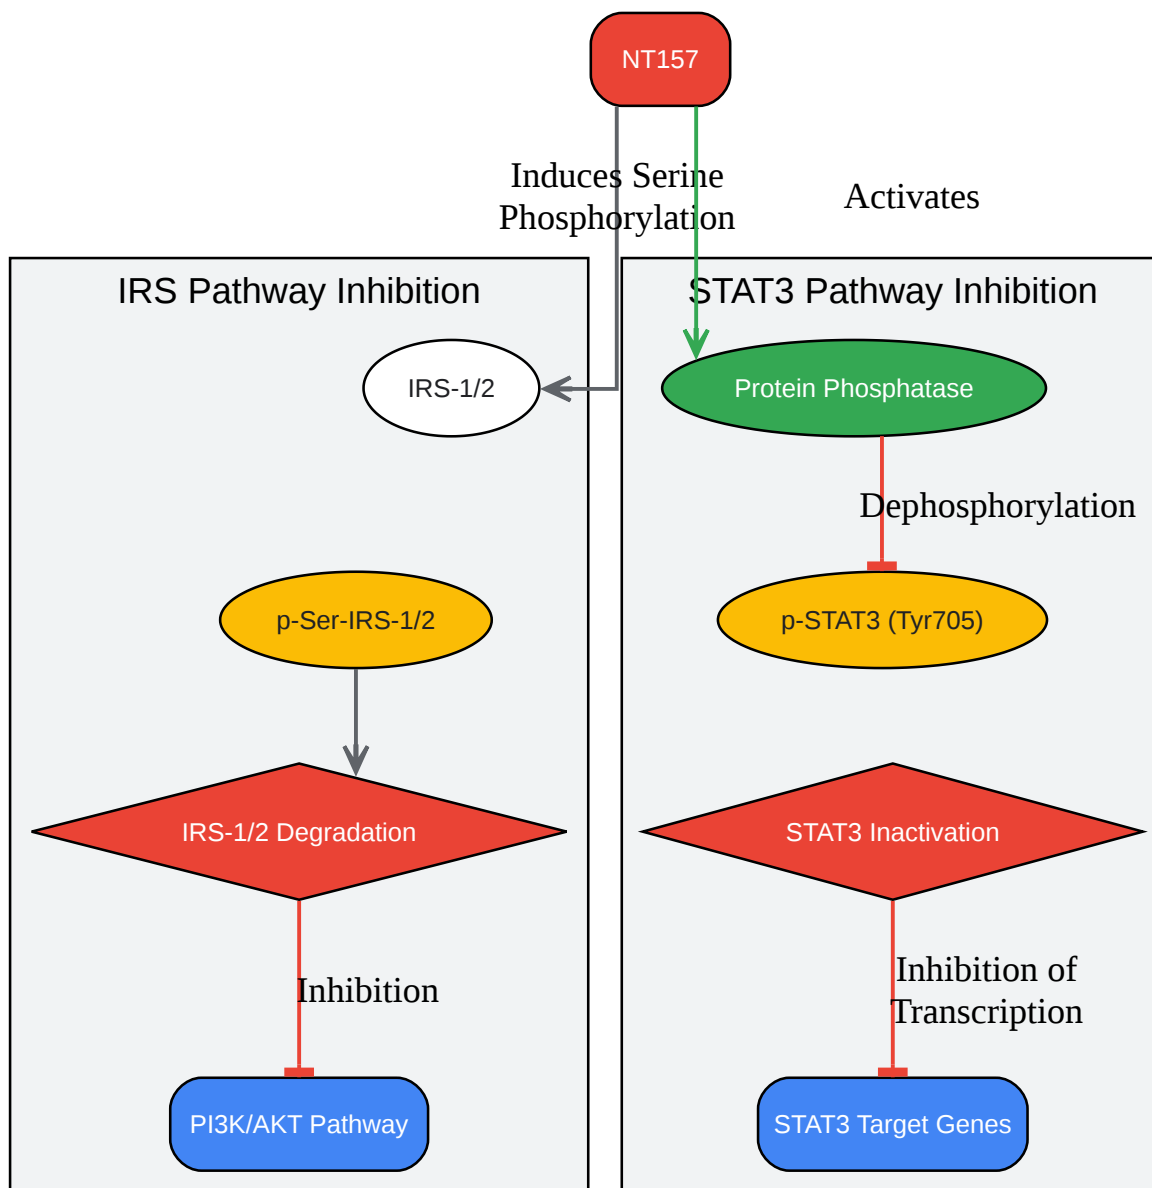 NT157
Induces Serine
Phosphorylation
Activates
IRS Pathway Inhibition
STAT3 Pathway Inhibition
IRS-1/2
Protein Phosphatase
Dephosphorylation
p-Ser-IRS-1/2
p-STAT3 (Tyr705)
IRS-1/2 Degradation
STAT3 Inactivation
Inhibition
Inhibition of
Transcription
PI3K/AKT Pathway
STAT3 Target Genes